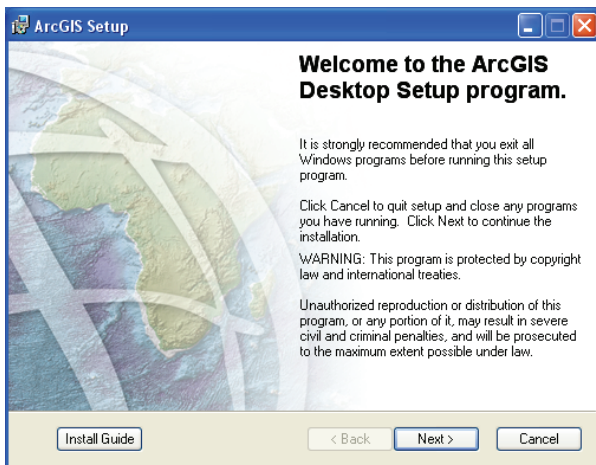 ArcGIS Setup
Welcome to the ArcGIS
Desktop Setup program.
It is strongly recommended that you exit all
Windows programs before running this setup
program.
Click Cancel to quit setup and close any programs
you have running. Click Next to continue the
installation.
WARNING: This program is protected by copyright
law and international treaties.
Unauthorized reproduction or distribution of this
program, or any portion of it, may result in severe
civil and criminal penalties, and will be prosecuted
to the maximum extent possible under law.
Install Guide < Back Next > Cancel